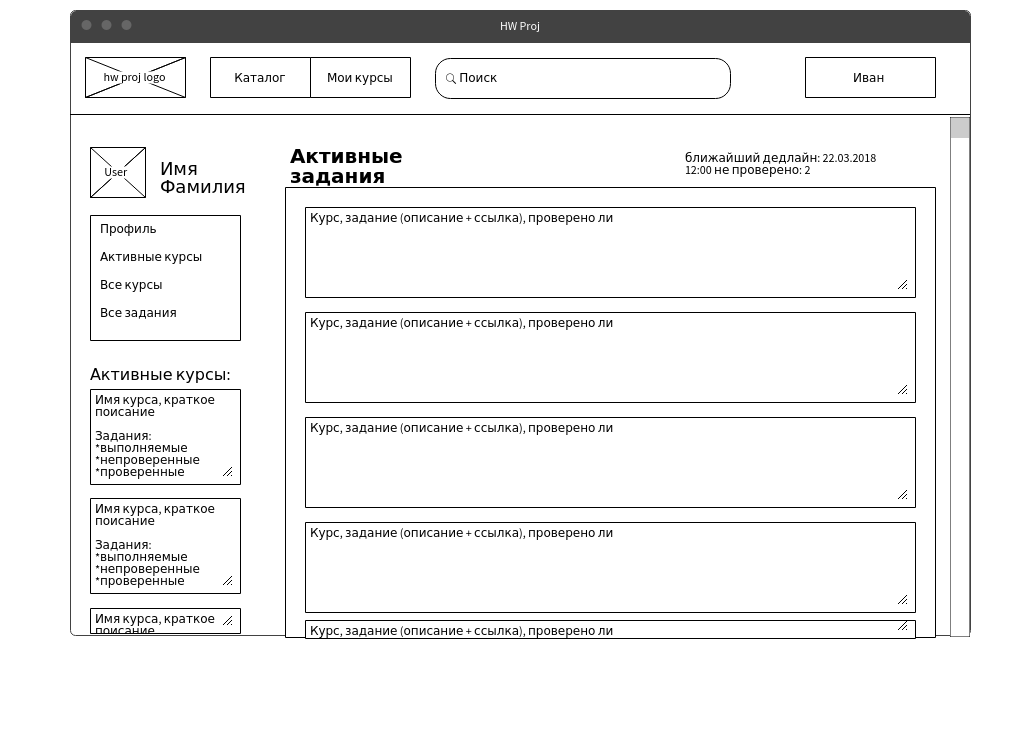 HW Proj
hw proj logo
Каталог
Мои курсы
Поиск
Иван
User
Имя
Фамилия
Профиль
Активные курсы
Все курсы
Все задания
Активные курсы:
Имя курса, краткое
поисание
Задания:
*выполняемые
*непроверенные
*проверенные
Имя курса, краткое
поисание
Задания:
*выполняемые
*непроверенные
*проверенные
Имя курса, краткое
поисание
Активные
задания
ближайший дедлайн: 22.03.2018
12:00 не проверено: 2
Курс, задание (описание + ссылка), проверено ли
Курс, задание (описание + ссылка), проверено ли
Курс, задание (описание + ссылка), проверено ли
Курс, задание (описание + ссылка), проверено ли
Курс, задание (описание + ссылка), проверено ли